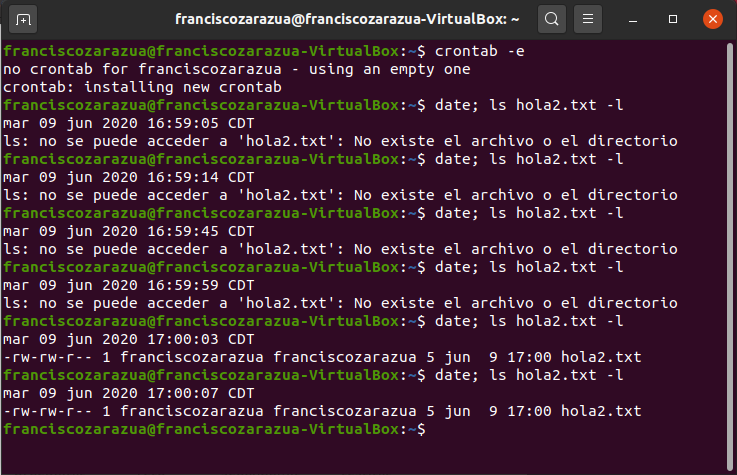 franciscozarazua@franciscozarazua-VirtualBox: ~
franciscozarazua@franciscozarazua-VirtualBox:~$ crontab -e
no crontab for franciscozarazua - using an empty one
crontab: installing new crontab
franciscozarazua@franciscozarazua-VirtualBox:~$ date; ls hola2.txt -l
mar 09 jun 2020 16:59:05 CDT
ls: no se puede acceder a 'hola2.txt': No existe el archivo o el directorio
franciscozarazua@franciscozarazua-VirtualBox:~$ date; ls hola2.txt -l
mar 09 jun 2020 16:59:14 CDT
ls: no se puede acceder a 'hola2.txt': No existe el archivo o el directorio
franciscozarazua@franciscozarazua-VirtualBox:~$ date; ls hola2.txt -l
mar 09 jun 2020 16:59:45 CDT
ls: no se puede acceder a 'hola2.txt': No existe el archivo o el directorio
franciscozarazua@franciscozarazua-VirtualBox:~$ date; ls hola2.txt -l
mar 09 jun 2020 16:59:59 CDT
ls: no se puede acceder a 'hola2.txt': No existe el archivo o el directorio
franciscozarazua@franciscozarazua-VirtualBox:~$ date; ls hola2.txt -l
mar 09 jun 2020 17:00:03 CDT
-rw-rw-r-- 1 franciscozarazua franciscozarazua 5 jun  9 17:00 hola2.txt
franciscozarazua@franciscozarazua-VirtualBox:~$ date; ls hola2.txt -l
mar 09 jun 2020 17:00:07 CDT
-rw-rw-r-- 1 franciscozarazua franciscozarazua 5 jun  9 17:00 hola2.txt
franciscozarazua@franciscozarazua-VirtualBox:~$